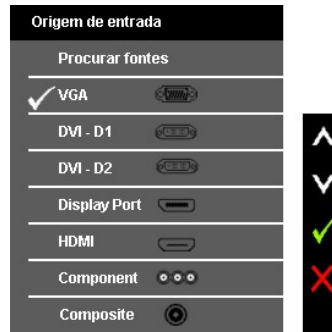 Origem de entrada
Procurar fontes
VGA
DVI - D1
DVI - D2
Display Port
HDMI
Component
Composite